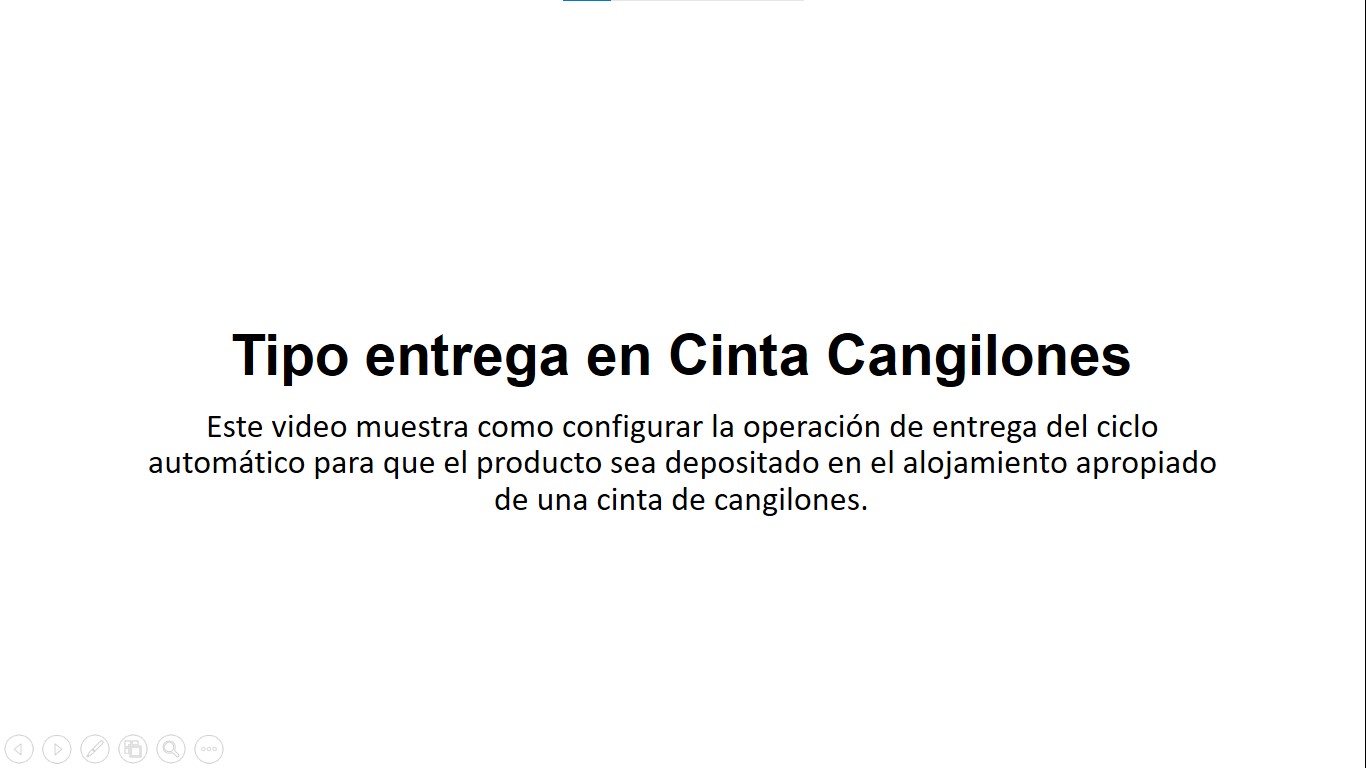 Tipo entrega en Cinta Cangilones
Este video muestra como configurar la operación de entrega del ciclo
automático para que el producto sea depositado en el alojamiento apropiado
de una cinta de cangilones.